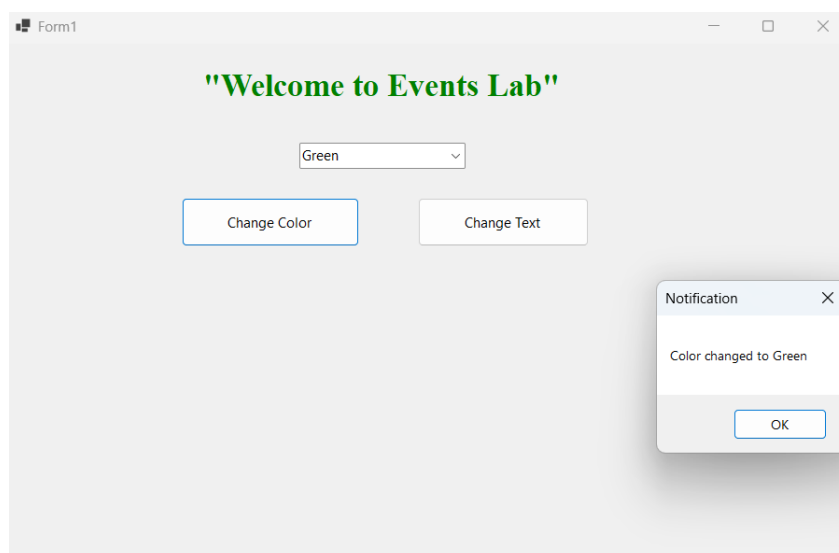 Form1
"Welcome to Events Lab"
Green
Change Color
Change Text
Notification
Color changed to Green
OK